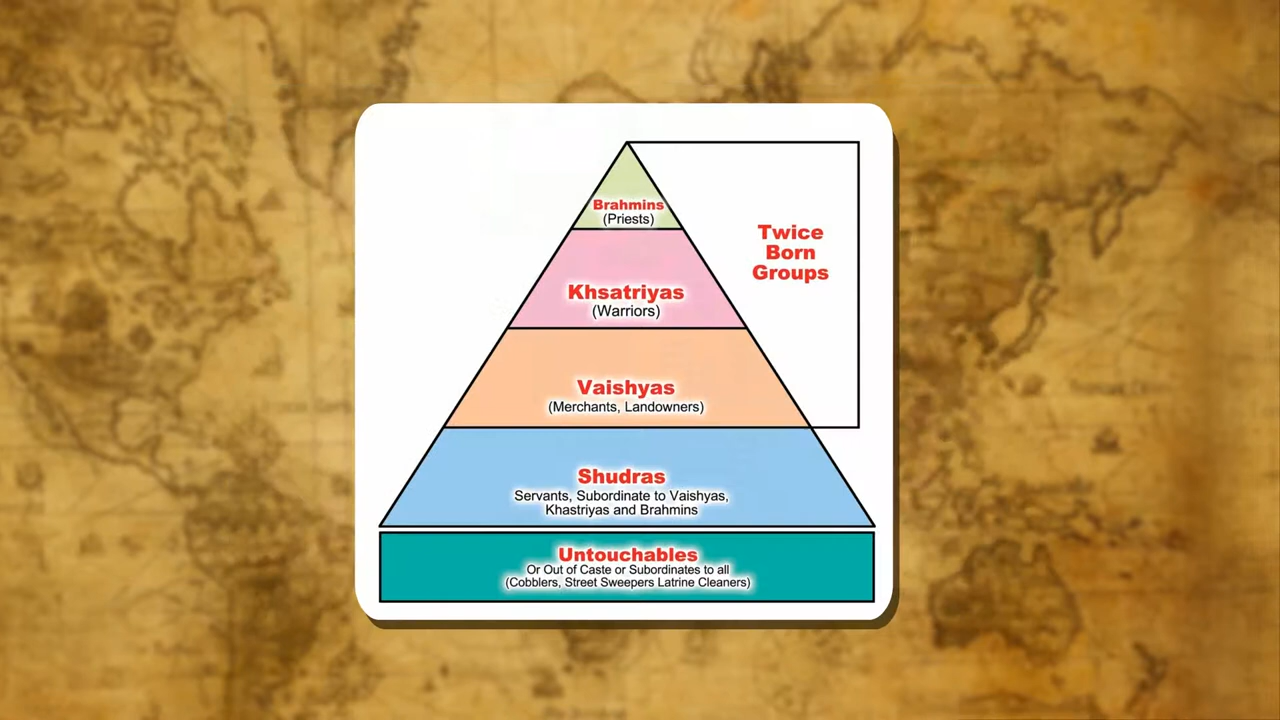 Brahmins
(Priests)
Twice
Born
Groups
Khsatriyas
(Warriors)
Vaishyas
(Merchants, Landowners)
Shudras
Servants, Subordinate to Vaishyas,
Khastriyas and Brahmins
Untouchables
Or Out of Caste or Subordinates to all
(Cobblers, Street Sweepers Latrine Cleaners)